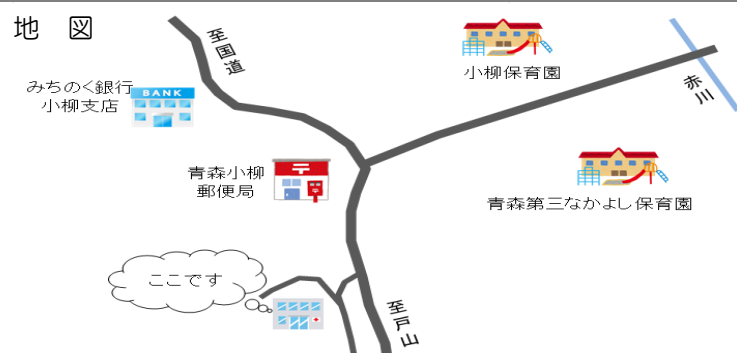 地　図
至国道
小柳保育園
赤川
みちのく銀行
小柳支店
BANK
青森小柳
郵便局
〒
青森第三なかよし保育園
ここです
至戸山